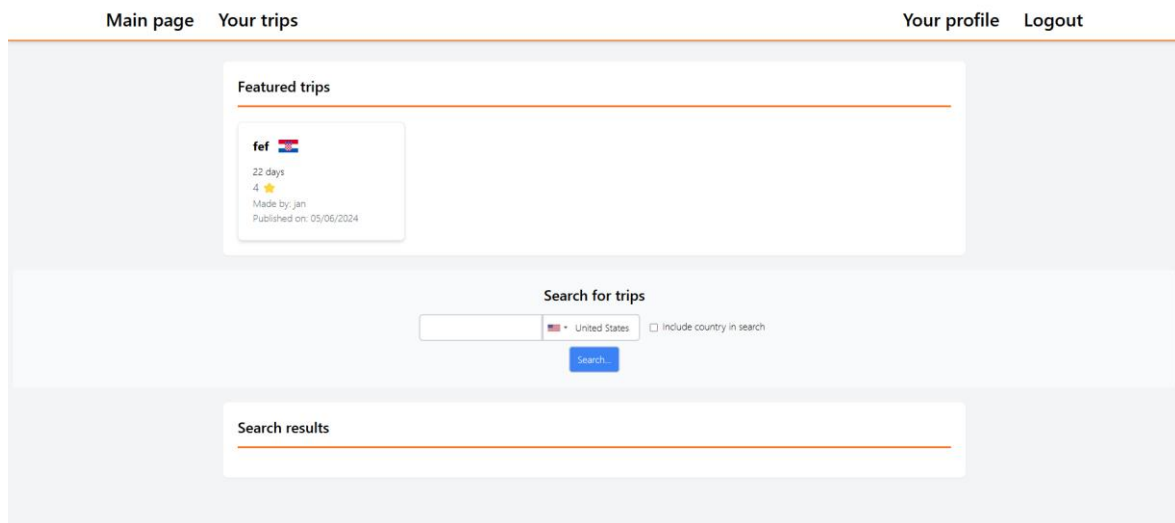 Main page Your trips Your profile Logout
Featured trips
fef
22 days
4
Made by: jan
Published on: 05/06/2024
Search for trips
United States Include country in search
Search...
Search results